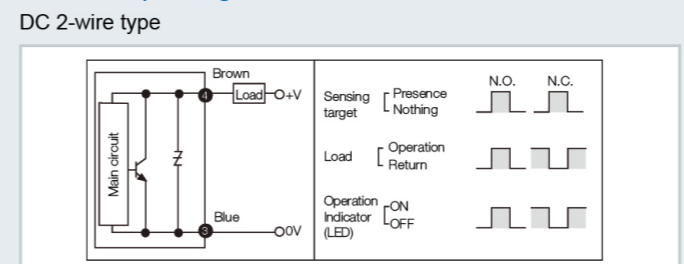 DC 2-wire type
Brown
4
Load
+V
Main circuit
Blue
3
0V
N.O.
N.C.
Sensing target
Presence
Nothing
Load
Operation
Return
Operation Indicator (LED)
ON
OFF